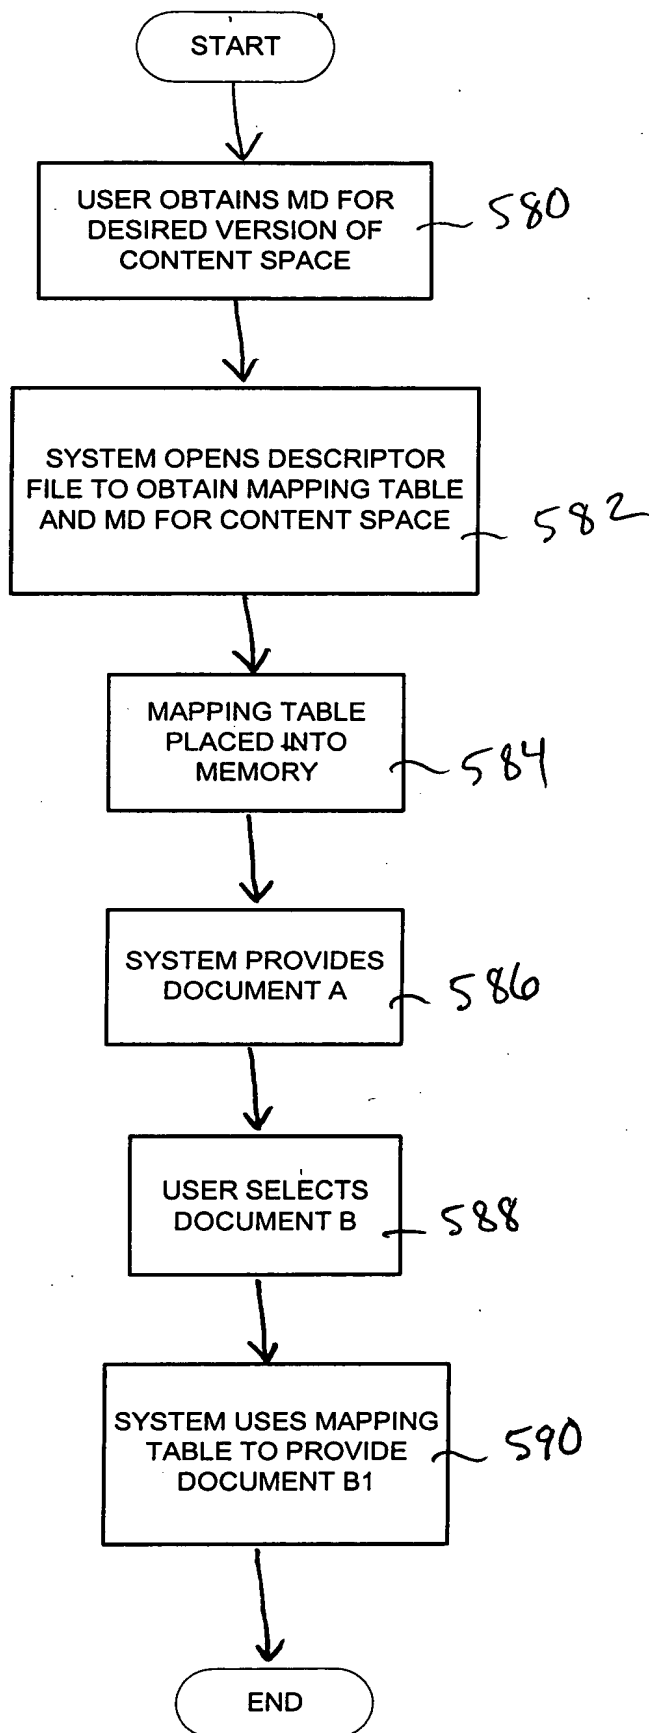 START
USER OBTAINS MD FOR
DESIRED VERSION OF
CONTENT SPACE
580
SYSTEM OPENS DESCRIPTOR
FILE TO OBTAIN MAPPING TABLE
AND MD FOR CONTENT SPACE
582
MAPPING TABLE
PLACED INTO
MEMORY
584
SYSTEM PROVIDES
DOCUMENT A
586
USER SELECTS
DOCUMENT B
588
SYSTEM USES MAPPING
TABLE TO PROVIDE
DOCUMENT B1
590
END